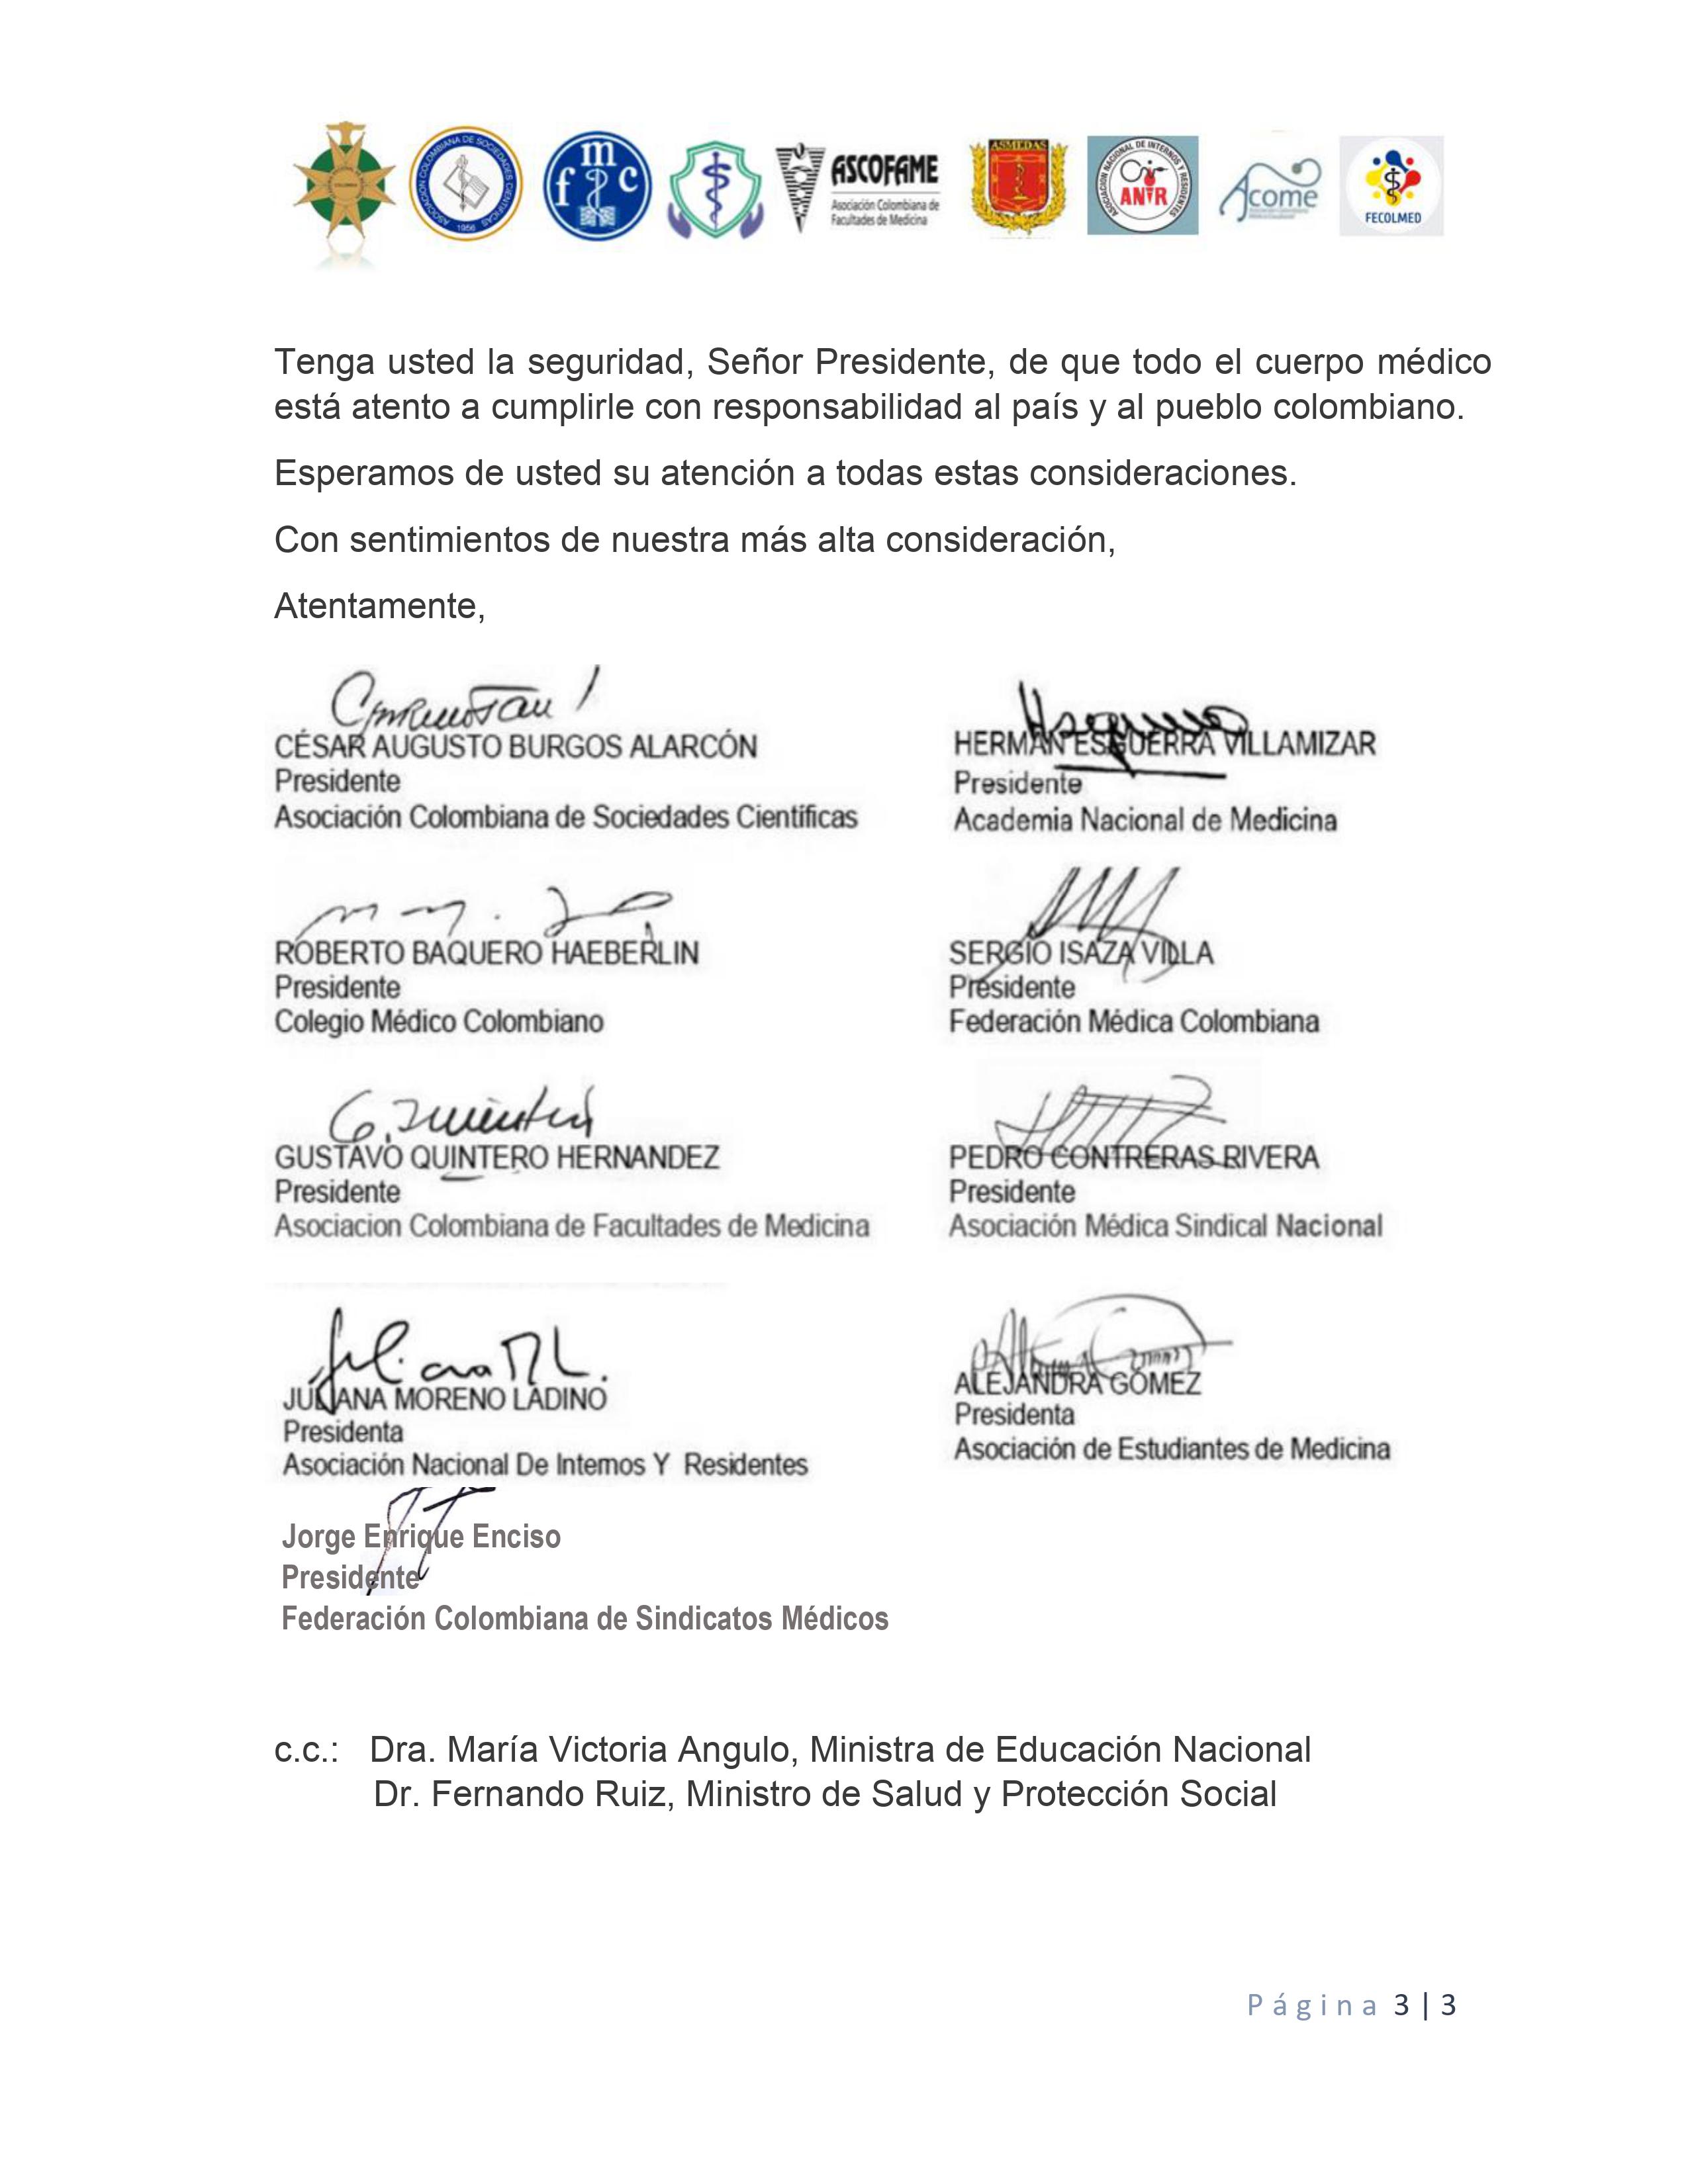 COLOMBIA
ASOCIACIÓN COLOMBIANA DE SOCIEDADES CIENTÍFICAS
1956
f m c
ASCOFAME
Asociación Colombiana de
Facultades de Medicina
ASMEDAS
ASOCIACIÓN NACIONAL DE INTERNOS Y RESIDENTES
ANIR
Acome
FECOLMED
Tenga usted la seguridad, Señor Presidente, de que todo el cuerpo médico
está atento a cumplirle con responsabilidad al país y al pueblo colombiano.
Esperamos de usted su atención a todas estas consideraciones.
Con sentimientos de nuestra más alta consideración,
Atentamente,
CÉSAR AUGUSTO BURGOS ALARCÓN
Presidente
Asociación Colombiana de Sociedades Científicas
HERMAN ESGUERRA VILLAMIZAR
Presidente
Academia Nacional de Medicina
ROBERTO BAQUERO HAEBERLIN
Presidente
Colegio Médico Colombiano
SERGIO ISAZA VILLA
Presidente
Federación Médica Colombiana
GUSTAVO QUINTERO HERNANDEZ
Presidente
Asociacion Colombiana de Facultades de Medicina
PEDRO CONTRERAS RIVERA
Presidente
Asociación Médica Sindical Nacional
JULIANA MORENO LADINO
Presidenta
Asociación Nacional De Internos Y Residentes
ALEJANDRA GÓMEZ
Presidenta
Asociación de Estudiantes de Medicina
Jorge Enrique Enciso
Presidente
Federación Colombiana de Sindicatos Médicos
c.c.: Dra. María Victoria Angulo, Ministra de Educación Nacional
Dr. Fernando Ruiz, Ministro de Salud y Protección Social
Página 3 | 3